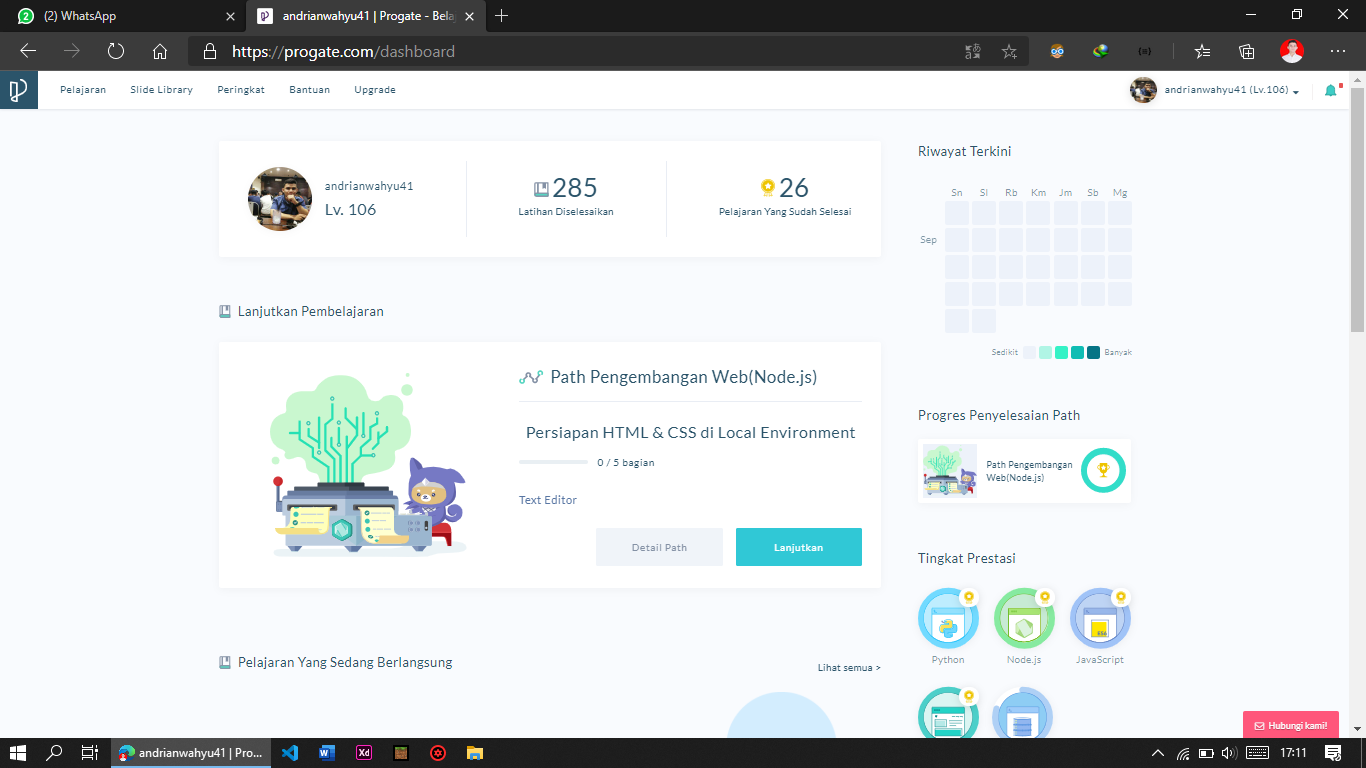 (2) WhatsApp
andrianwahyu41 | Progate - Bela
https://progate.com/dashboard
Pelajaran
Slide Library
Peringkat
Bantuan
Upgrade
andrianwahyu41 (Lv.106)
andrianwahyu41
Lv. 106
285
Latihan Diselesaikan
26
Pelajaran Yang Sudah Selesai
Riwayat Terkini
Sn Sl Rb Km Jm Sb Mg
Sep
Sedikit
Banyak
Lanjutkan Pembelajaran
Path Pengembangan Web(Node.js)
Persiapan HTML & CSS di Local Environment
0 / 5 bagian
Text Editor
Detail Path
Lanjutkan
Progres Penyelesaian Path
Path Pengembangan
Web(Node.js)
Tingkat Prestasi
ES6
Python
Node.js
JavaScript
Pelajaran Yang Sedang Berlangsung
Lihat semua >
Hubungi kami!
andrianwahyu41 | Pro...
Xd
17:11